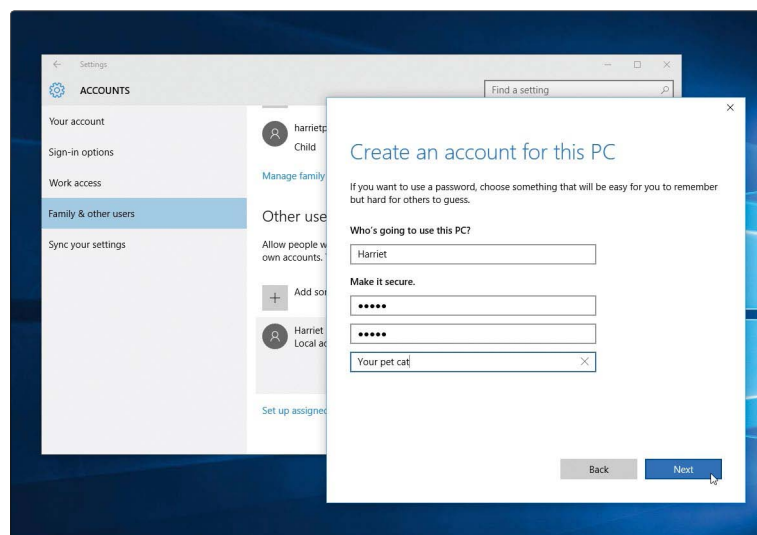 Settings
ACCOUNTS
Find a setting
Your account
Sign-in options
Work access
Family & other users
Sync your settings
harrietp
Child
Manage family
Other use
Allow people w
own accounts.
Add so
Harriet
Local ac
Set up assigned
Create an account for this PC
If you want to use a password, choose something that will be easy for you to remember
but hard for others to guess.
Who's going to use this PC?
Harriet
Make it secure.
●●●●●
●●●●●
Your pet cat
Back
Next